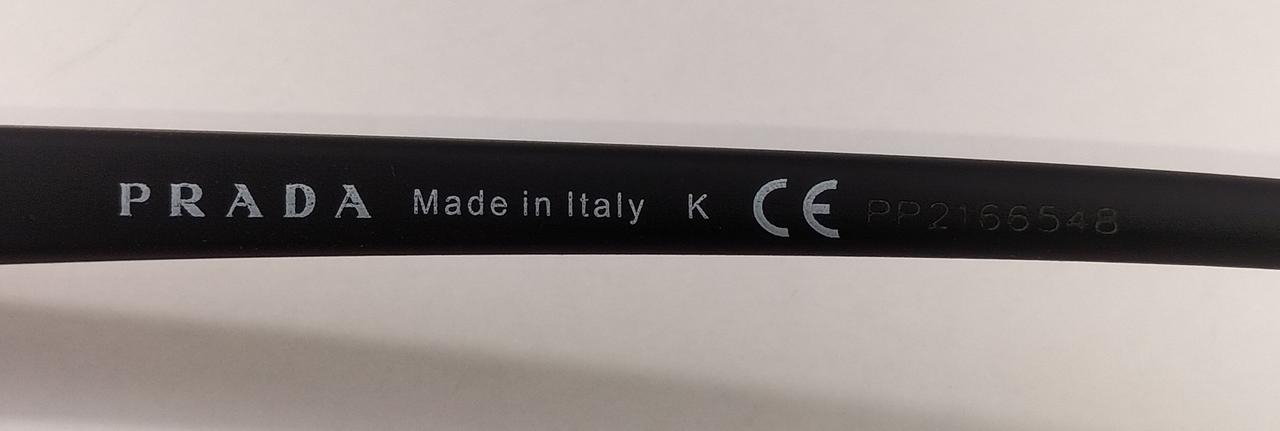 PRADA Made in Italy K CE PP2166548